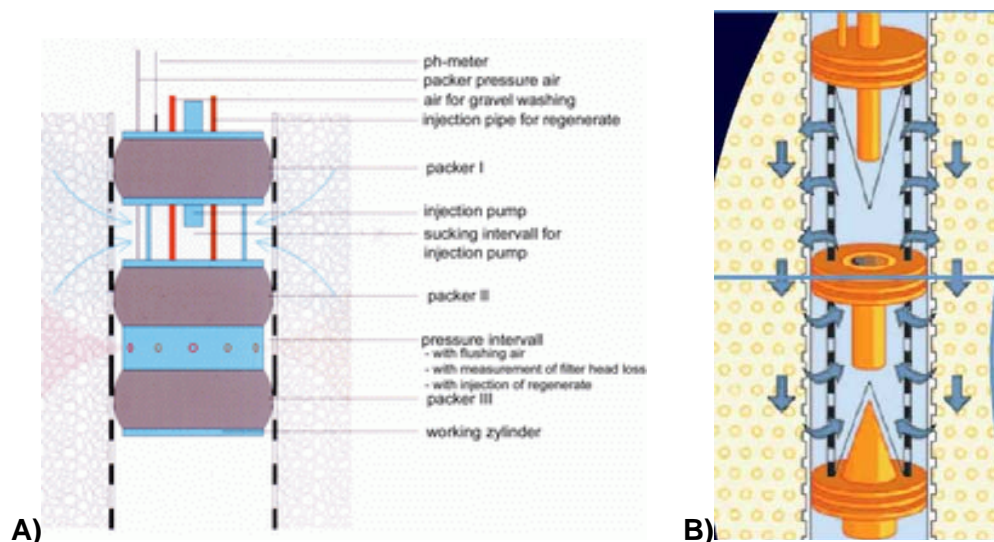 ph-meter
packer pressure air
air for gravel washing
injection pipe for regenerate
packer I
injection pump
sucking intervall for
injection pump
packer II
pressure intervall
- with flushing air
- with measurement of filter head loss
- with injection of regenerate
packer III
working zylinder
A)
B)